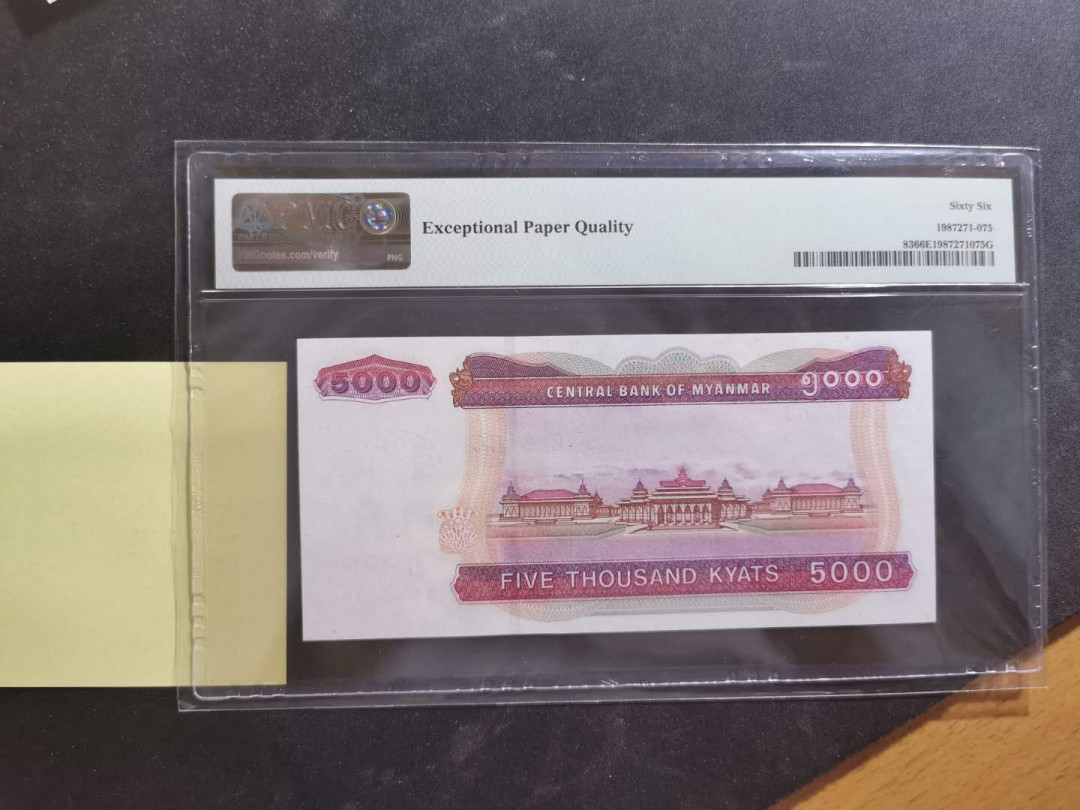 PMG
PMGnotes.com/verify
PNG
Exceptional Paper Quality
Sixty Six
1987271-075
8366E1987271075G
5000
CENTRAL BANK OF MYANMAR ၅၀၀၀
FIVE THOUSAND KYATS 5000